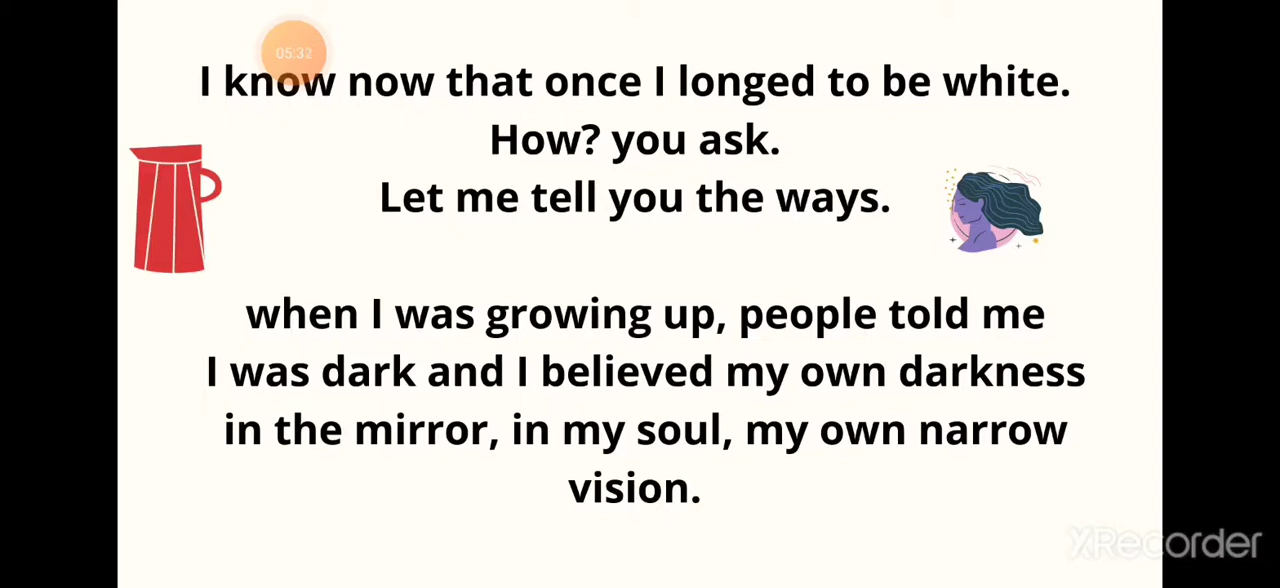 05:32
I know now that once I longed to be white.
How? you ask.
Let me tell you the ways.
when I was growing up, people told me
I was dark and I believed my own darkness
in the mirror, in my soul, my own narrow
vision.
XRecorder